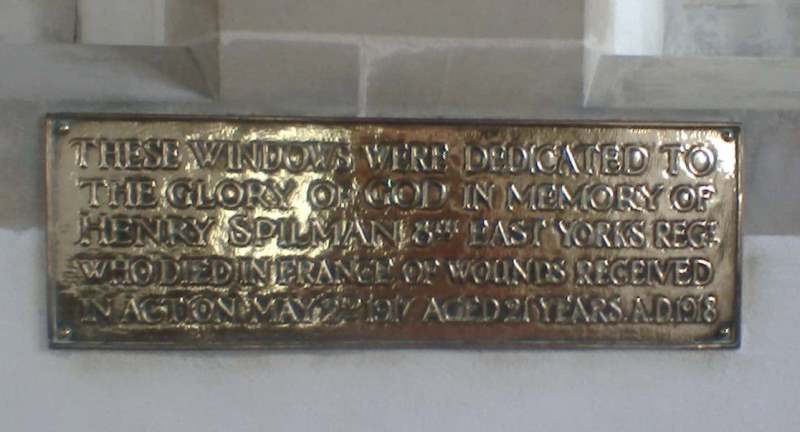 THESE WINDOWS WERE DEDICATED TO
THE GLORY OF GOD IN MEMORY OF
HENRY SPILMAN 8TH EAST YORKS REGT.
WHO DIED IN FRANCE OF WOUNDS RECEIVED
IN ACTION MAY 1917 AGED 21 YEARS. A.D. 1918